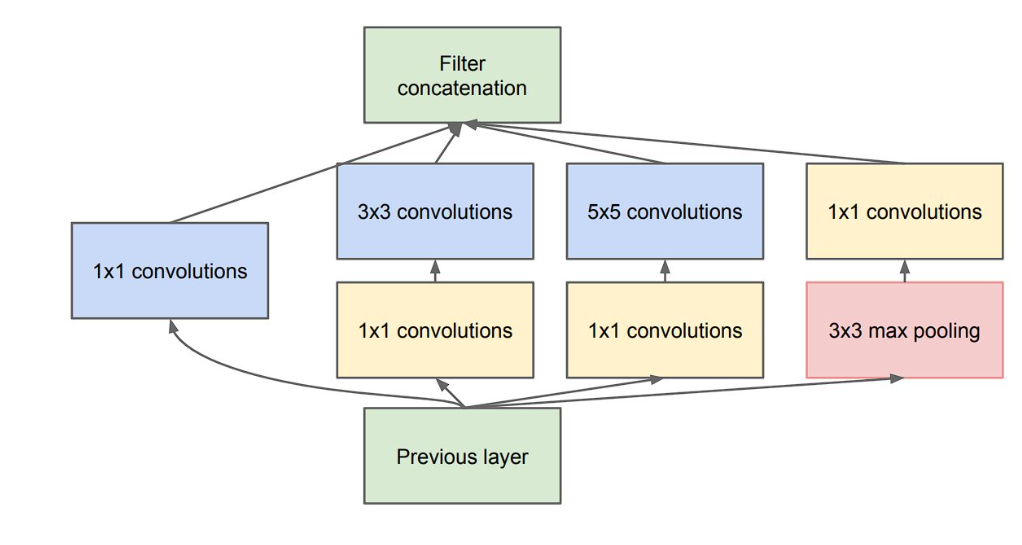 Filter
concatenation
3x3 convolutions
5x5 convolutions
1x1 convolutions
1x1 convolutions
1x1 convolutions
1x1 convolutions
3x3 max pooling
Previous layer